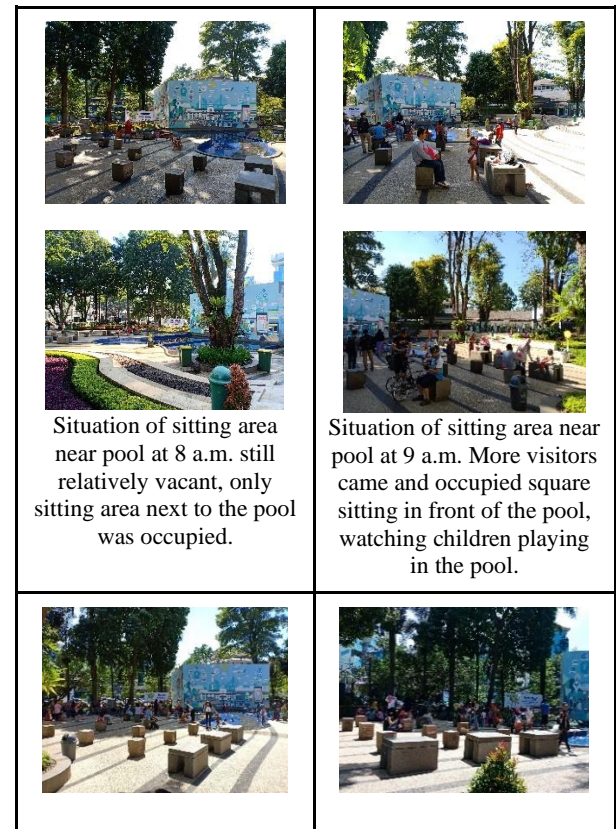 Situation of sitting area
near pool at 8 a.m. still
relatively vacant, only
sitting area next to the pool
was occupied.
Situation of sitting area near
pool at 9 a.m. More visitors
came and occupied square
sitting in front of the pool,
watching children playing
in the pool.